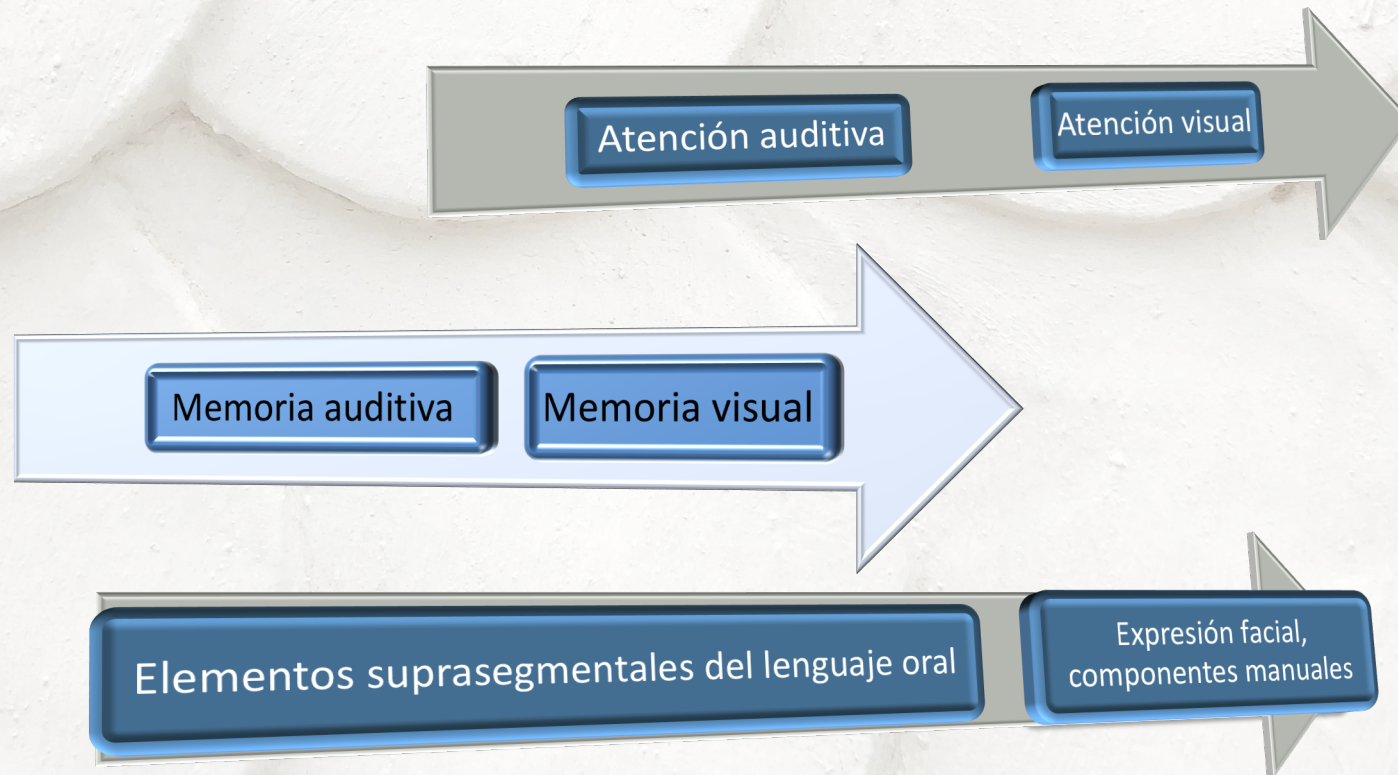 Atención auditiva
Atención visual
Memoria auditiva
Memoria visual
Elementos suprasegmentales del lenguaje oral
Expresión facial,
componentes manuales